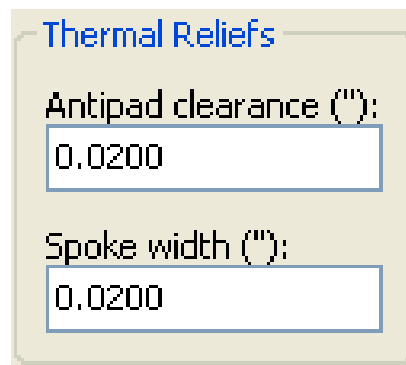 Thermal Reliefs
Antipad clearance ("):
0.0200
Spoke width ("):
0.0200